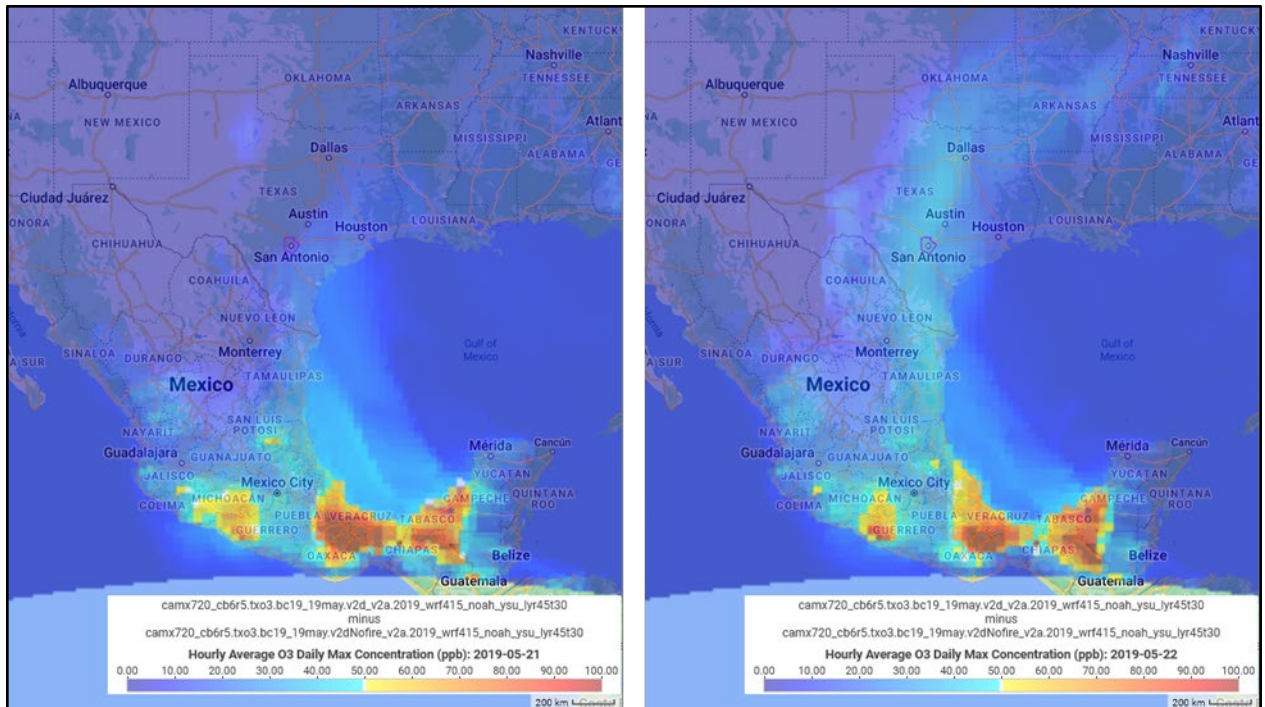 KENTUCKY
Nashville
TENNESSEE
OKLAHOMA
Albuquerque
ARKANSAS
NEW MEXICO
Atlant
MISSISSIPPI
ALABAMA
Dallas
Ciudad Juárez
TEXAS
LOUISIANA
Austin
Houston
ONORA
CHIHUAHUA
San Antonio
COAHUILA
NUEVO LEON
Gulf of
Mexico
SINALOA
DURANGO
Monterrey
A SUR
TAMAULIPAS
Mexico
SAN LUIS
POTOSI
NAYARIT
Mérida
Cancún
Guadalajara
GUANAJUATO
YUCATAN
JALISCO
Mexico City
CAMPECHE
QUINTANA
ROO
COLIMA
MICHOACÁN
PUEBLA
VERACRUZ
TABASCO
GUERRERO
OAXACA
CHIAPAS
Belize
Guatemala
camx720_cb6r5.txo3.bc19_19may.v2d_v2a.2019_wrf415_noah_ysu_lyr45t30
minus
camx720_cb6r5.txo3.bc19_19may.v2dNofire_v2a.2019_wrf415_noah_ysu_lyr45t30
Hourly Average O3 Daily Max Concentration (ppb): 2019-05-21
0.00 10.00 20.00 30.00 40.00 50.00 60.00 70.00 80.00 90.00 100.00
200 km
KENTUCKY
Nashville
TENNESSEE
OKLAHOMA
Albuquerque
ARKANSAS
NEW MEXICO
Atlant
MISSISSIPPI
ALABAMA
Dallas
Ciudad Juárez
TEXAS
LOUISIANA
Austin
Houston
ONORA
CHIHUAHUA
San Antonio
COAHUILA
NUEVO LEON
Gulf of
Mexico
SINALOA
DURANGO
Monterrey
A SUR
TAMAULIPAS
Mexico
SAN LUIS
POTOSI
NAYARIT
Mérida
Cancún
Guadalajara
GUANAJUATO
YUCATAN
JALISCO
Mexico City
CAMPECHE
QUINTANA
ROO
COLIMA
MICHOACÁN
PUEBLA
VERACRUZ
TABASCO
GUERRERO
OAXACA
CHIAPAS
Belize
Guatemala
camx720_cb6r5.txo3.bc19_19may.v2d_v2a.2019_wrf415_noah_ysu_lyr45t30
minus
camx720_cb6r5.txo3.bc19_19may.v2dNofire_v2a.2019_wrf415_noah_ysu_lyr45t30
Hourly Average O3 Daily Max Concentration (ppb): 2019-05-22
0.00 10.00 20.00 30.00 40.00 50.00 60.00 70.00 80.00 90.00 100.00
200 km